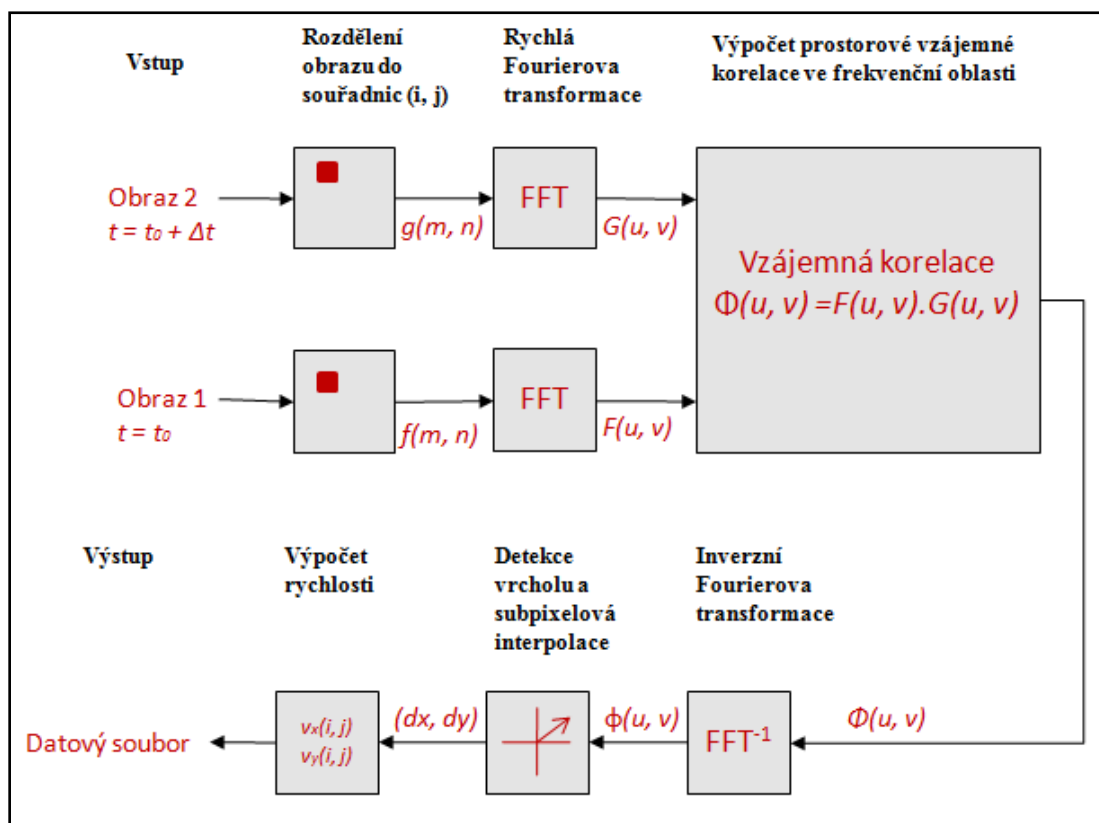 Vstup
Rozdělení
obrazu do
souřadnic (i, j)
Rychlá
Fourierova
transformace
Výpočet prostorové vzájemné
korelace ve frekvenční oblasti
Obraz 2
t = t₀ + Δt
g(m, n)
FFT
G(u, v)
Vzájemná korelace
Φ(u, v) =F(u, v).G(u, v)
Obraz 1
t = t₀
f(m, n)
FFT
F(u, v)
Výstup
Výpočet
rychlosti
Detekce
vrcholu a
subpixelová
interpolace
Inverzní
Fourierova
transformace
Datový soubor
vₓ(i, j)
vᵧ(i, j)
(dx, dy)
ϕ(u, v)
FFT⁻¹
Φ(u, v)